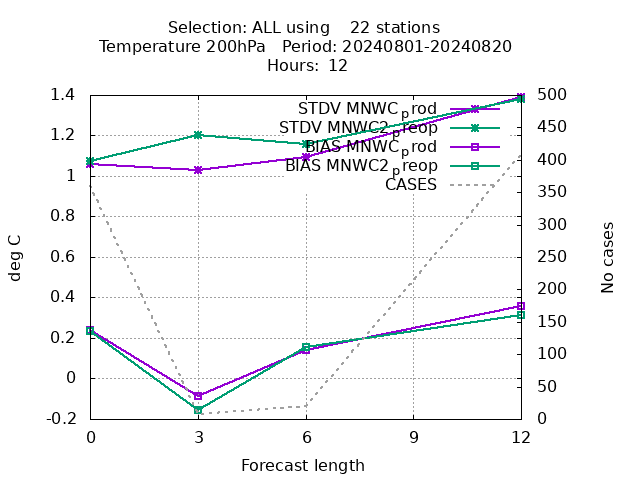 Selection: ALL using 22 stations
Temperature 200hPa Period: 20240801-20240820
Hours: 12
1.4
1.2
1
0.8
0.6
0.4
0.2
0
-0.2
deg C
500
450
400
350
300
250
200
150
100
50
0
No cases
STDV MNWC_prod
STDV MNWC2_preop
BIAS MNWC_prod
BIAS MNWC2_preop
CASES
0 3 6 9 12
Forecast length